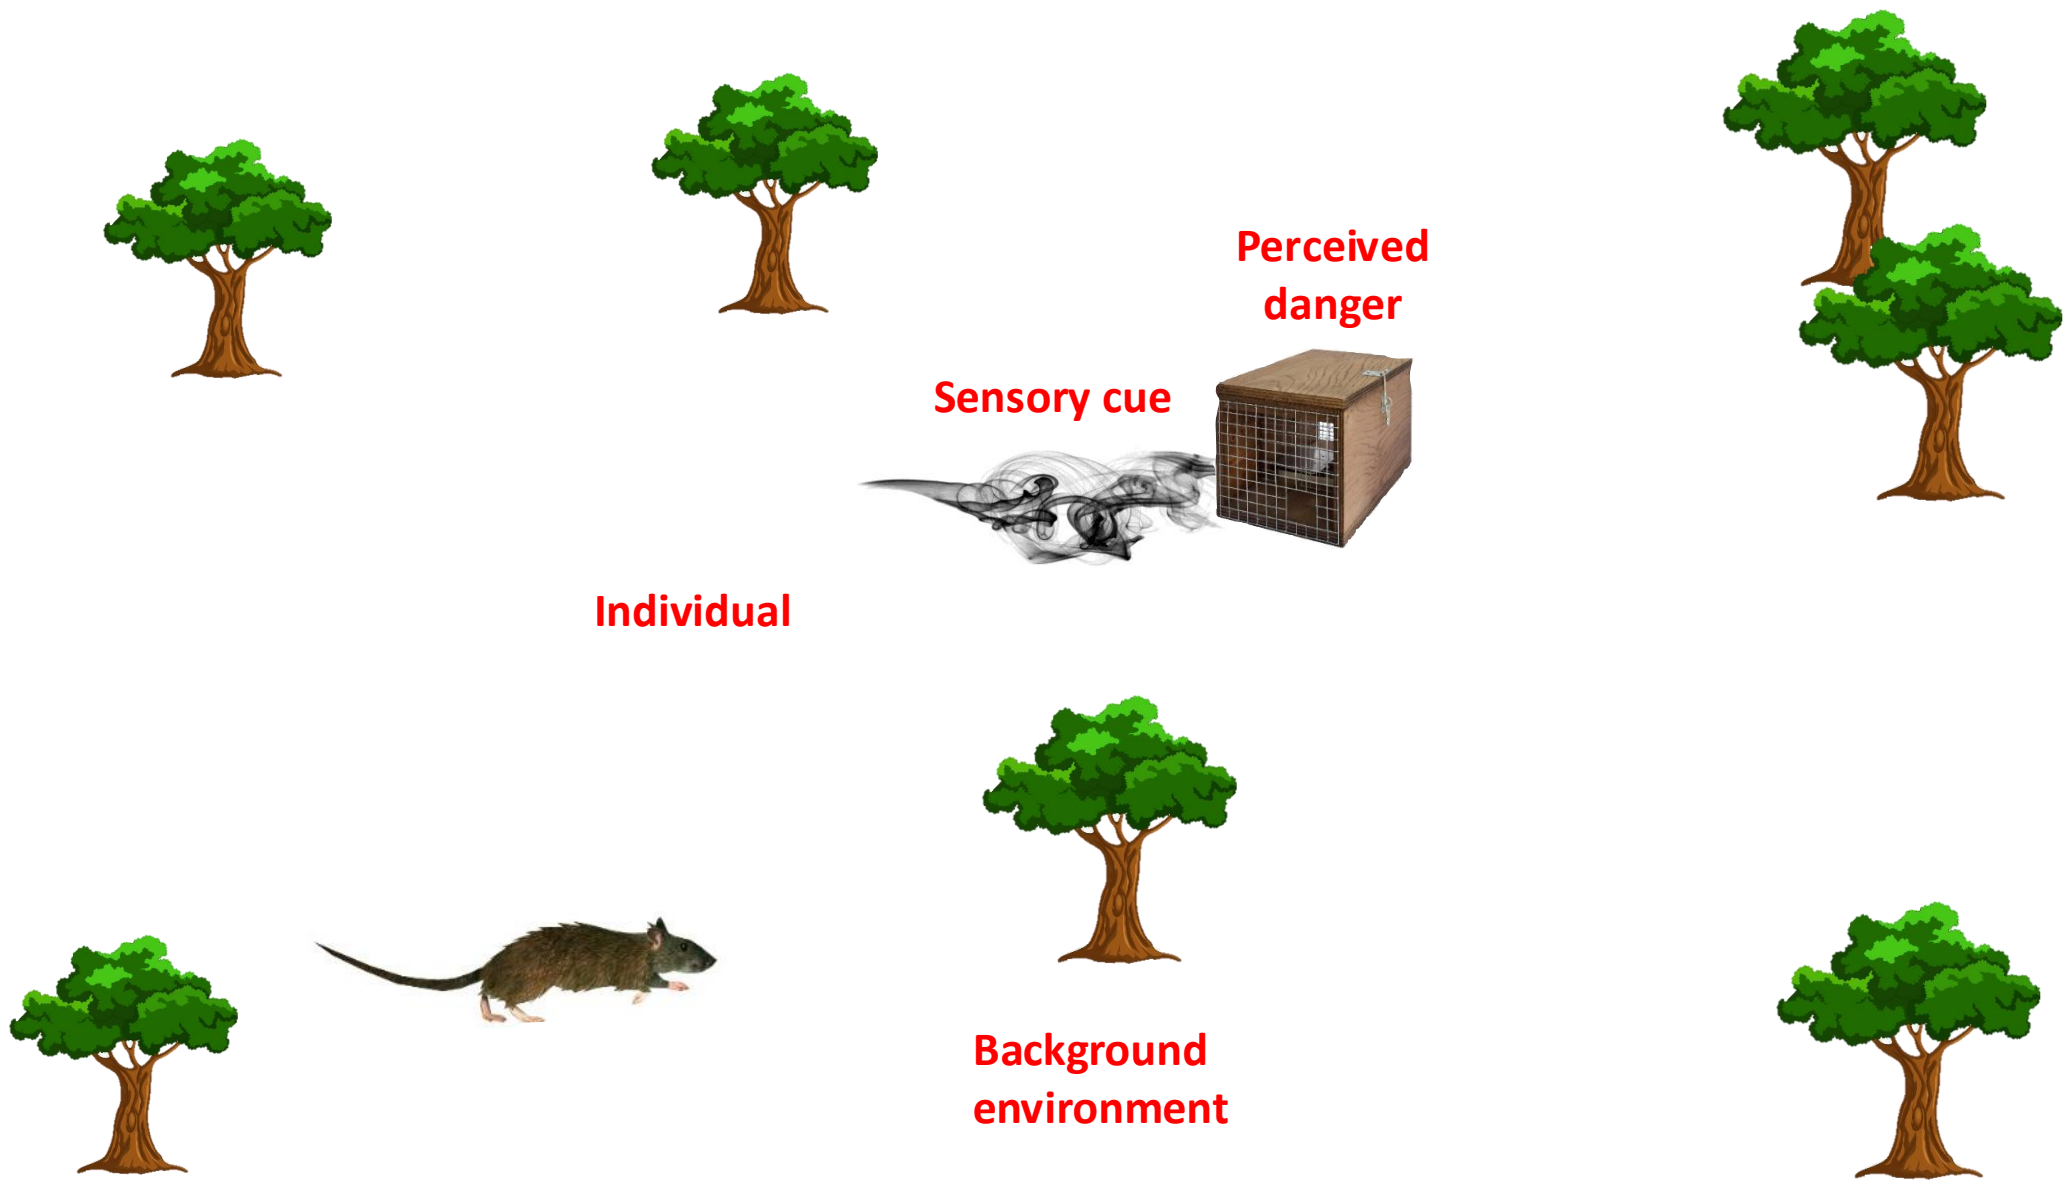 Perceived
danger
Sensory cue
Individual
Background
environment